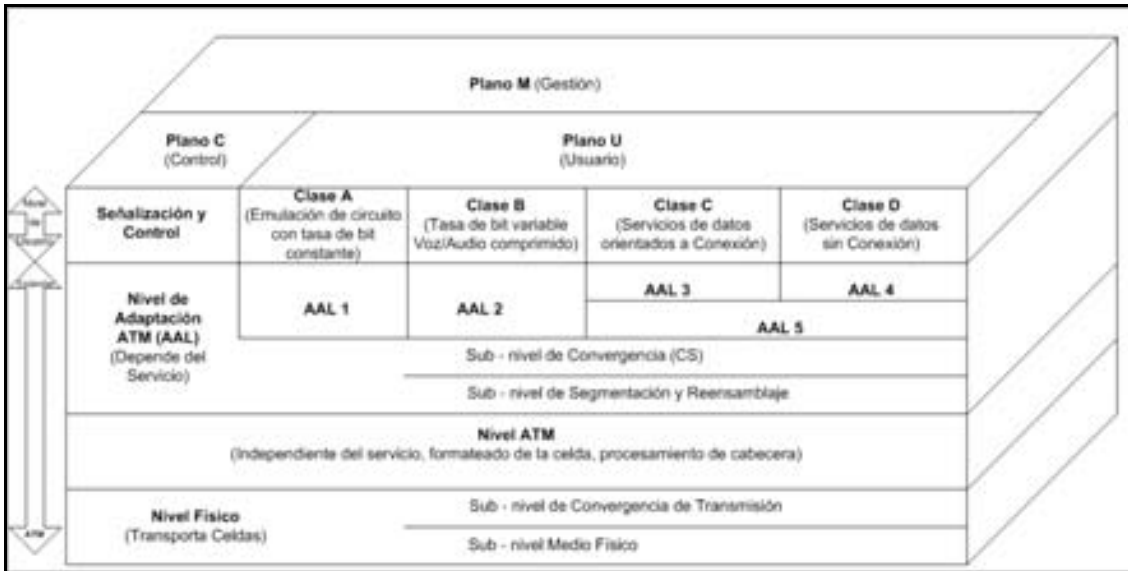 Plano M (Gestión)
Plano C
(Control)
Plano U
(Usuario)
Señalización y
Control
Clase A
(Emulación de circuito
con tasa de bit
constante)
Clase B
(Tasa de bit variable
Voz/Audio comprimido)
Clase C
(Servicios de datos
orientados a Conexión)
Clase D
(Servicios de datos
sin Conexión)
Nivel de
Adaptación
ATM (AAL)
(Depende del
Servicio)
AAL 1
AAL 2
AAL 3
AAL 4
AAL 5
Sub - nivel de Convergencia (CS)
Sub - nivel de Segmentación y Reensamblaje
Nivel ATM
(Independiente del servicio, formateado de la celda, procesamiento de cabecera)
Nivel Físico
(Transporta Celdas)
Sub - nivel de Convergencia de Transmisión
Sub - nivel Medio Físico
ATM